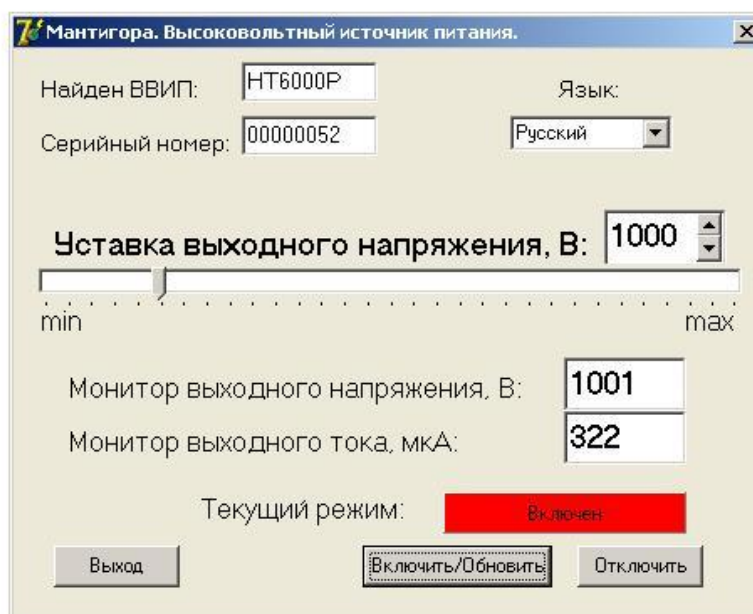 Мантигора. Высоковольтный источник питания.
Найден ВВИП: HT6000P
Язык:
Серийный номер: 00000052
Русский
Уставка выходного напряжения, В: 1000
min max
Монитор выходного напряжения, В: 1001
Монитор выходного тока, мкА: 322
Текущий режим: Включен
Выход Включить/Обновить Отключить